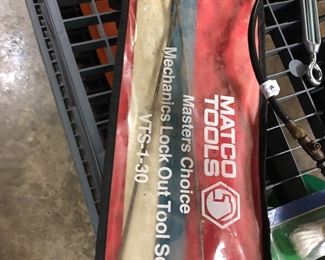 MATCO
TOOLS
Masters Choice
Mechanics Lock Out Tool Se
VTS-1-30